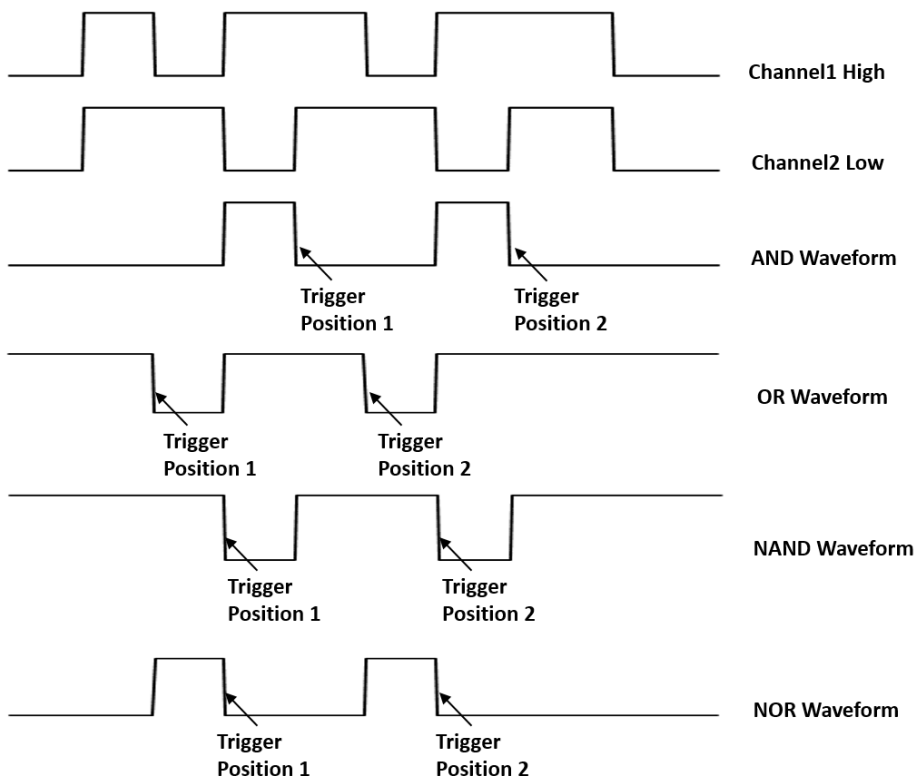 Channel1 High
Channel2 Low
AND Waveform
Trigger
Position 1
Trigger
Position 2
OR Waveform
Trigger
Position 1
Trigger
Position 2
NAND Waveform
Trigger
Position 1
Trigger
Position 2
NOR Waveform
Trigger
Position 1
Trigger
Position 2